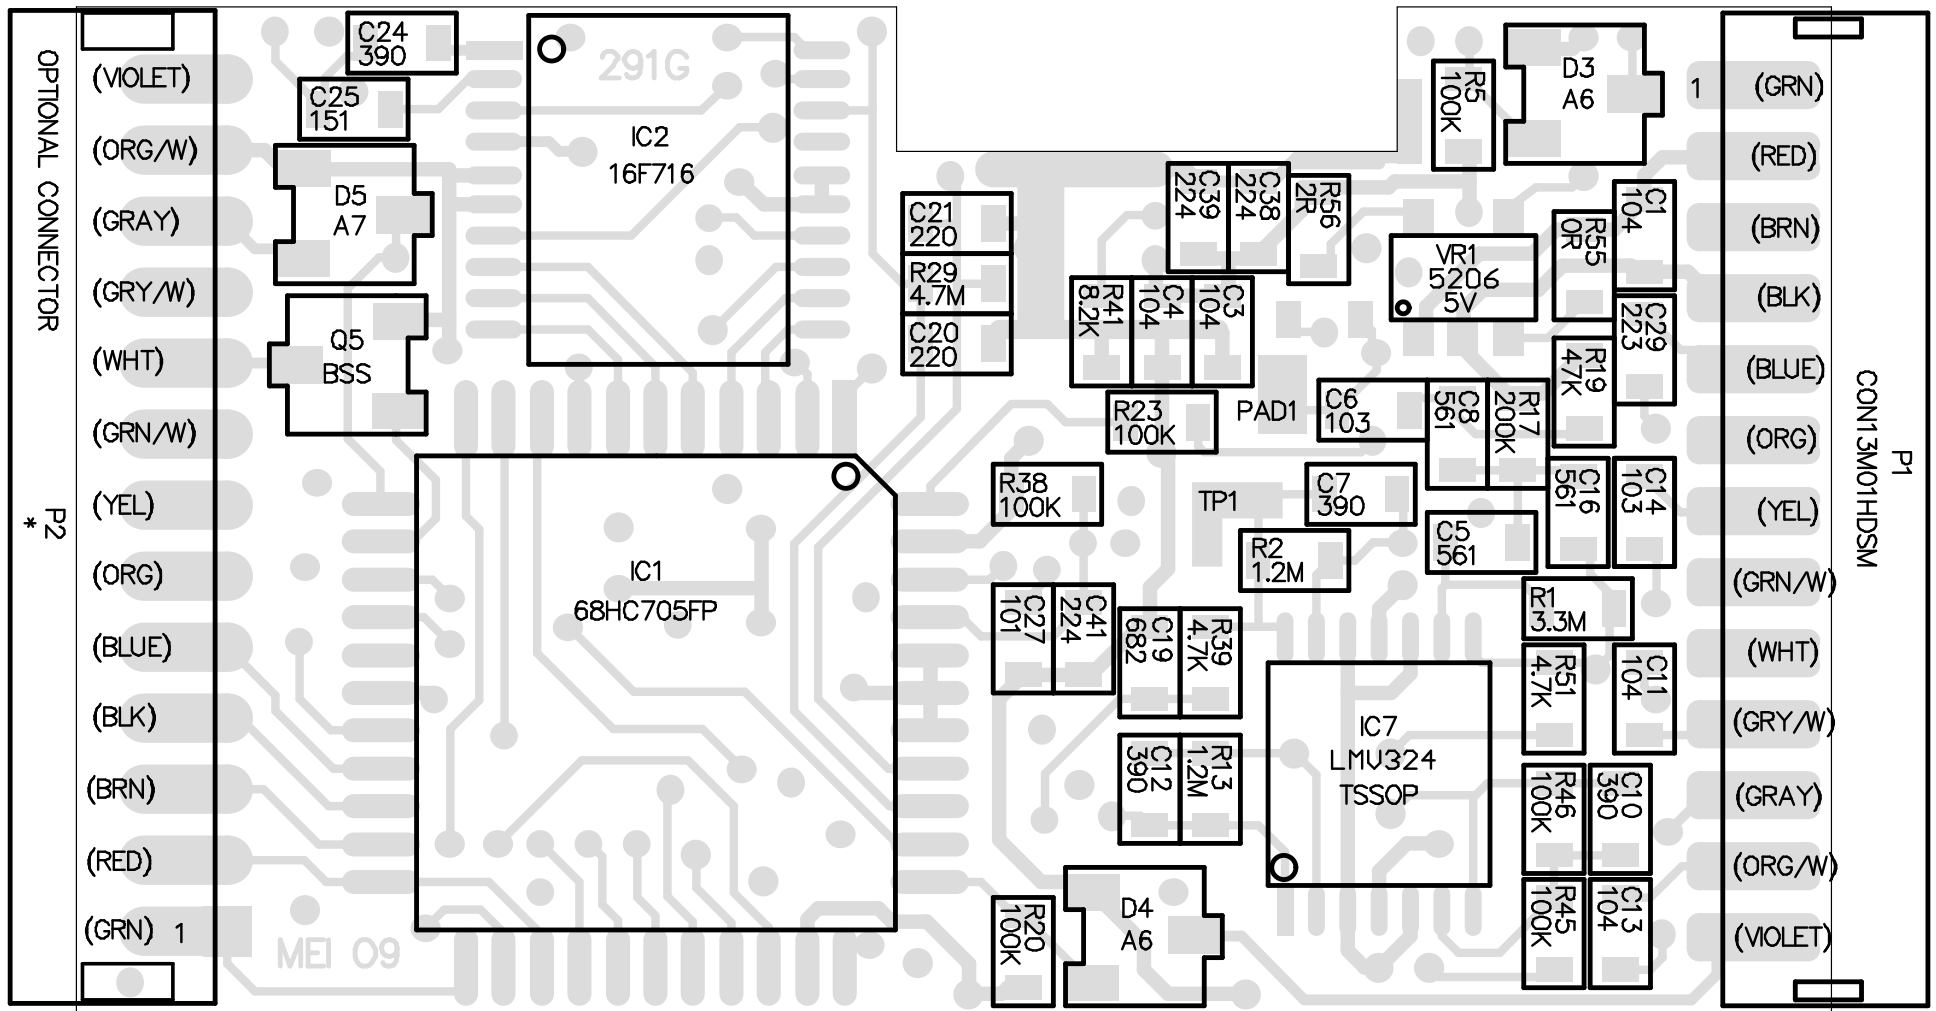 OPTIONAL CONNECTOR
P2
*
(VIOLET)
(ORG/W)
(GRAY)
(GRY/W)
(WHT)
(GRN/W)
(YEL)
(ORG)
(BLUE)
(BLK)
(BRN)
(RED)
(GRN) 1
MEI 09
C24
390
C25
151
D5
A7
Q5
BSS
291G
IC2
16F716
IC1
68HC705FP
C21
220
R29
4.7M
C20
220
C39
224
C38
224
R56
2R
R41
8.2K
C4
104
C3
104
R23
100K
PAD1
R38
100K
TP1
C27
101
C41
224
C19
682
R39
4.7K
C12
390
R13
1.2M
R20
100K
D4
A6
R5
100K
D3
A6
VR1
5206
5V
R55
0R
C1
104
C29
223
R19
47K
C6
103
C8
561
R17
200K
C7
390
R2
1.2M
C5
561
C16
561
C14
103
R1
3.3M
IC7
LMV324
TSSOP
R51
4.7K
C11
104
R46
100K
C10
390
R45
100K
C13
104
1 (GRN)
(RED)
(BRN)
(BLK)
(BLUE)
(ORG)
(YEL)
(GRN/W)
(WHT)
(GRY/W)
(GRAY)
(ORG/W)
(VIOLET)
P1
CON13M01HDSM